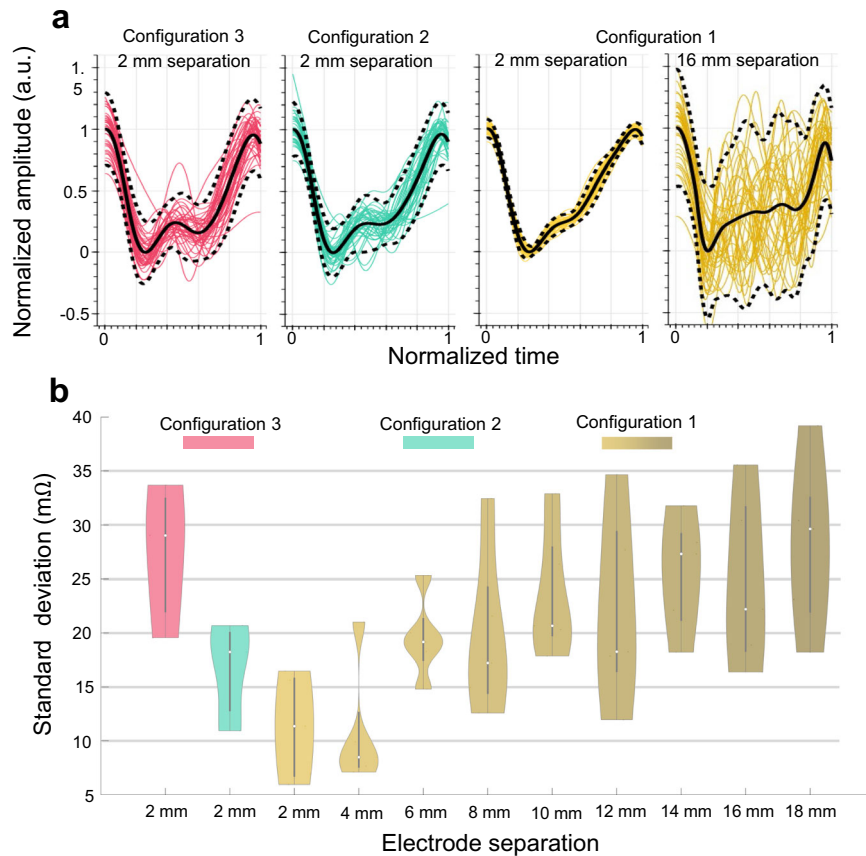 a
Configuration 3
2 mm separation
Configuration 2
2 mm separation
Configuration 1
2 mm separation
16 mm separation
Normalized amplitude (a.u.)
1.
5
1
0.5
0
-0.5
0 1
0 1
0 1
0 1
Normalized time
b
Configuration 3
Configuration 2
Configuration 1
Standard deviation (mΩ)
40
35
30
25
20
15
10
5
2 mm 2 mm 2 mm 4 mm 6 mm 8 mm 10 mm 12 mm 14 mm 16 mm 18 mm
Electrode separation